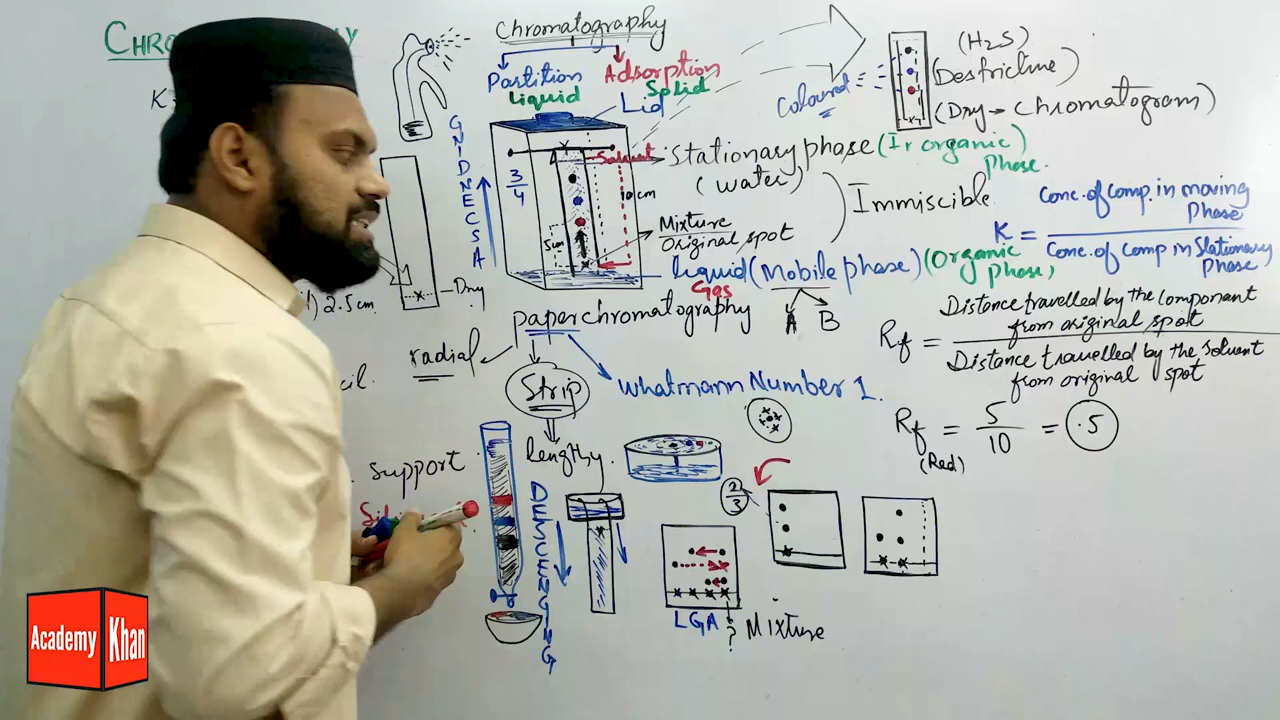 Chromatography
Partition
Liquid
Adsorption
Solid
Lid
ASCENDING
3/4
Solvent
10cm
5cm
Stationary phase (Inorganic Phase.
(water)
Mixture
Original spot
Immiscible
liquid (Mobile phase) (Organic Phase,
Gas
A B
Coloured
(H2S)
(Destricture)
(Dry → Chromatogram)
K = Conc. of Comp. in moving Phase
Conc. of Comp in Stationary Phase
Rf = Distance travelled by the Component from original spot
Distance travelled by the solvent from original spot
Rf = 5/10 = .5
(Red)
2.5cm
Dry
paper chromatography
radial
Strip
whatmann Number 1.
cil.
support
lengthy
DESCENDING
2/3
LGA
? Mixture
Academy Khan